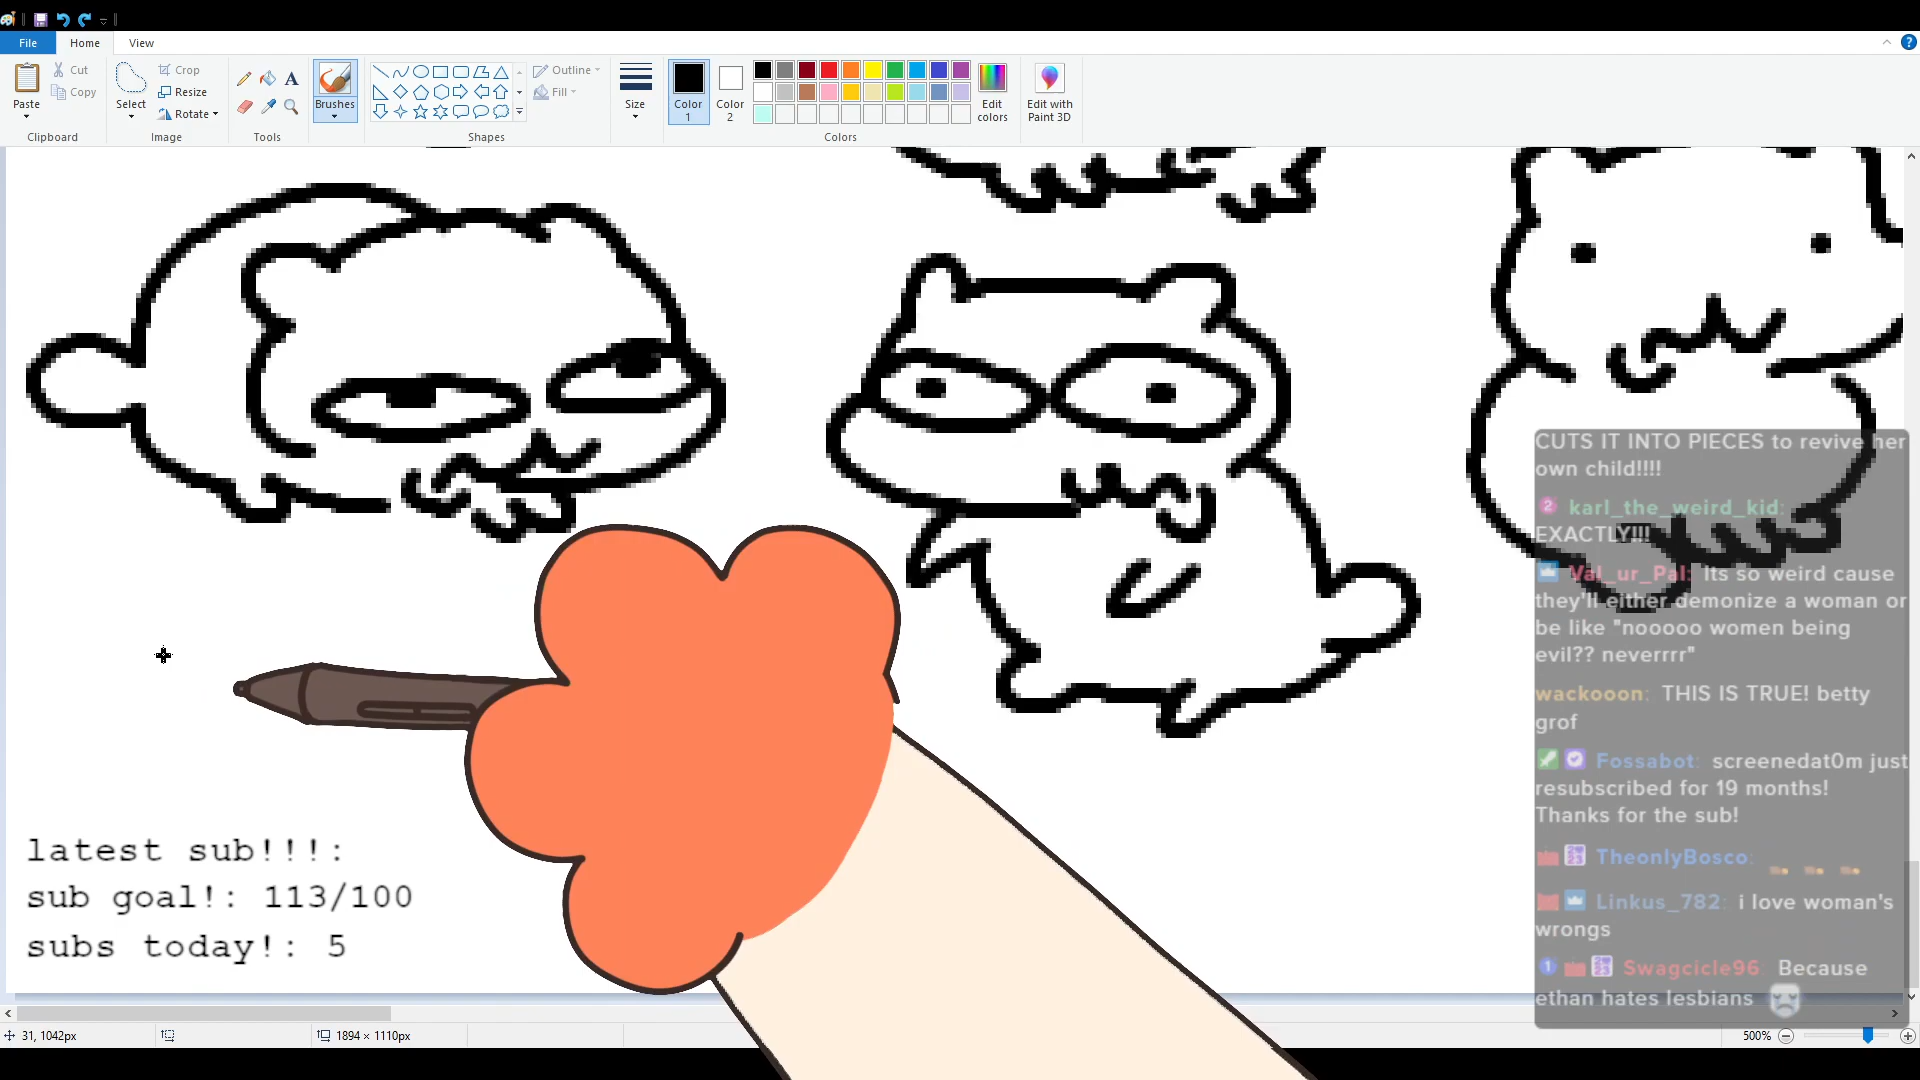 File Home View
Paste
Cut
Copy
Clipboard
Select
Crop
Resize
Rotate
Image
A
Tools
Brushes
Shapes
Outline
Fill
Size
Color
1
Color
2
Edit
colors
Colors
Edit with
Paint 3D
CUTS IT INTO PIECES to revive her
own child!!!!
2 karl_the_weird_kid:
EXACTLY!!!
Val_ur_Pal: Its so weird cause
they'll either demonize a woman or
be like "nooooo women being
evil?? neverrrr"
wackooon: THIS IS TRUE! betty
grof
Fossabot: screenedat0m just
resubscribed for 19 months!
Thanks for the sub!
TheonlyBosco:
Linkus_782: i love woman's
wrongs
1 Swagcicle96: Because
ethan hates lesbians
latest sub!!!:
sub goal!: 113/100
subs today!: 5
31, 1042px
1894 × 1110px
500%